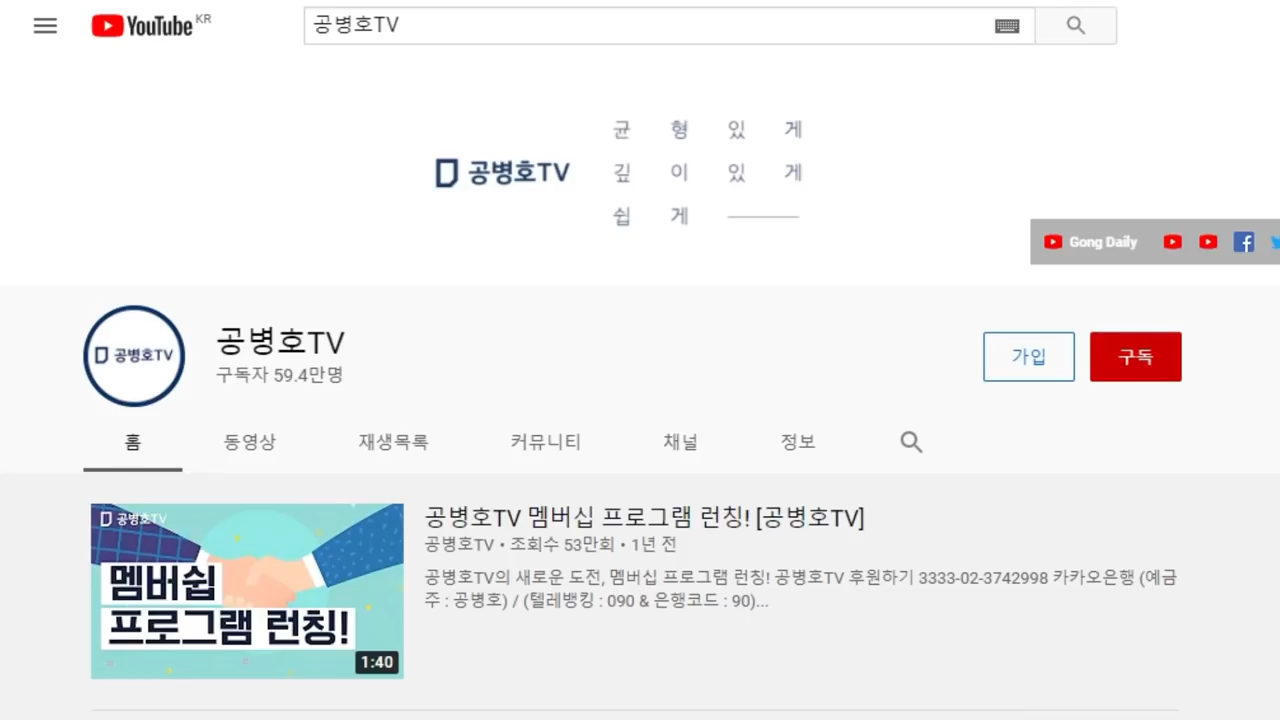 YouTube KR
공병호TV
균 형 있 게
공병호TV
깊 이 있 게
쉽 게
Gong Daily
공병호TV
공병호TV
구독자 59.4만명
가입
구독
홈
동영상
재생목록
커뮤니티
채널
정보
공병호TV
멤버쉽
프로그램 런칭!
1:40
공병호TV 멤버십 프로그램 런칭! [공병호TV]
공병호TV • 조회수 53만회 • 1년 전
공병호TV의 새로운 도전, 멤버십 프로그램 런칭! 공병호TV 후원하기 3333-02-3742998 카카오은행 (예금
주 : 공병호) / (텔레뱅킹 : 090 & 은행코드 : 90)...